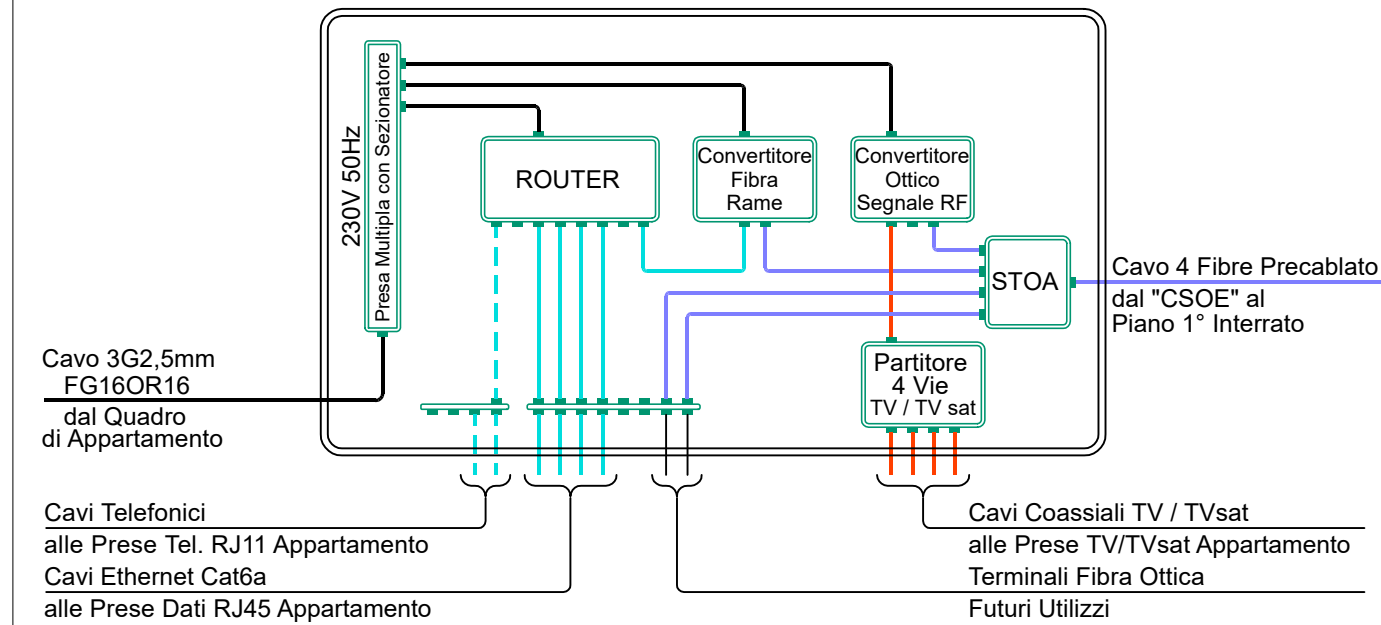 230V 50Hz
Presa Multipla con Sezionatore
ROUTER
Convertitore
Fibra
Rame
Convertitore
Ottico
Segnale RF
STOA
Cavo 4 Fibre Precablato
dal "CSOE" al
Piano 1° Interrato
Partitore
4 Vie
TV / TV sat
Cavo 3G2,5mm
FG16OR16
dal Quadro
di Appartamento
Cavi Telefonici
alle Prese Tel. RJ11 Appartamento
Cavi Ethernet Cat6a
alle Prese Dati RJ45 Appartamento
Cavi Coassiali TV / TVsat
alle Prese TV/TVsat Appartamento
Terminali Fibra Ottica
Futuri Utilizzi